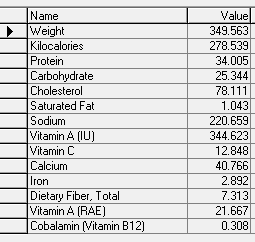 Name Value
Weight 349.563
Kilocalories 278.539
Protein 34.005
Carbohydrate 25.344
Cholesterol 78.111
Saturated Fat 1.043
Sodium 220.659
Vitamin A (IU) 344.623
Vitamin C 12.848
Calcium 40.766
Iron 2.892
Dietary Fiber, Total 7.313
Vitamin A (RAE) 21.667
Cobalamin (Vitamin B12) 0.308